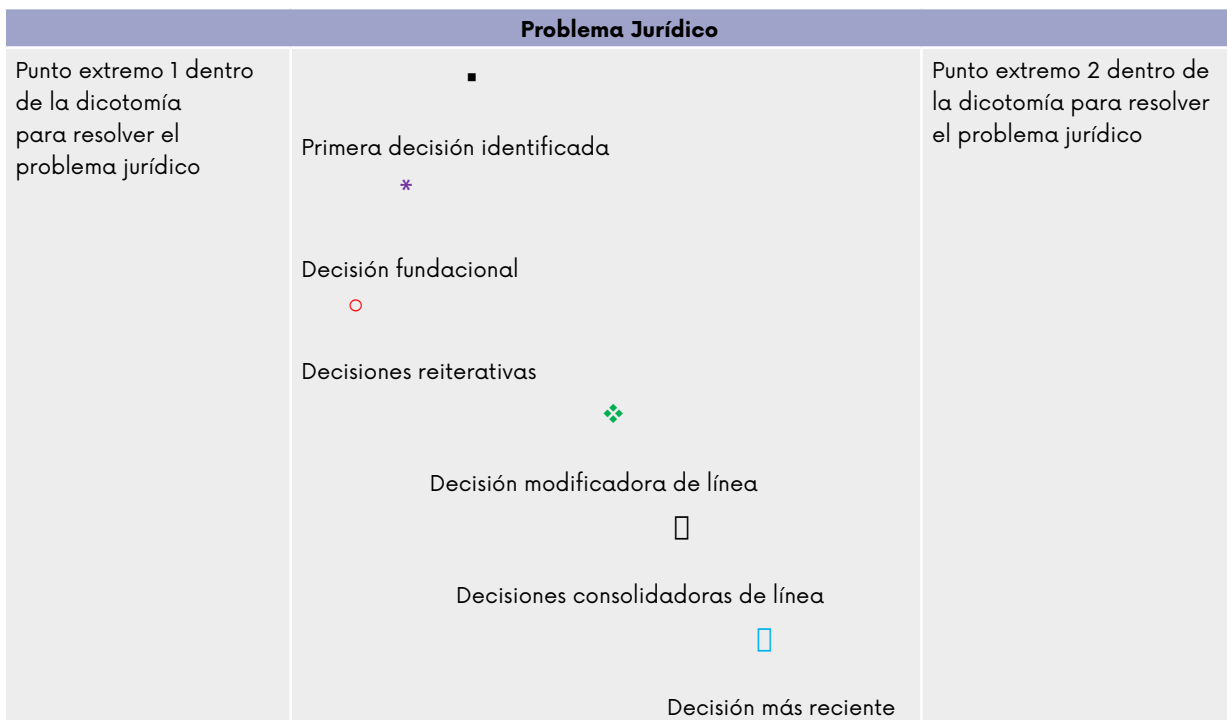 Problema Jurídico
Punto extremo 1 dentro
de la dicotomía
para resolver el
problema jurídico
▪
Primera decisión identificada
*
Decisión fundacional
○
Decisiones reiterativas
❖
Decisión modificadora de línea
▯
Decisiones consolidadoras de línea
▯
Decisión más reciente
Punto extremo 2 dentro de
la dicotomía para resolver
el problema jurídico